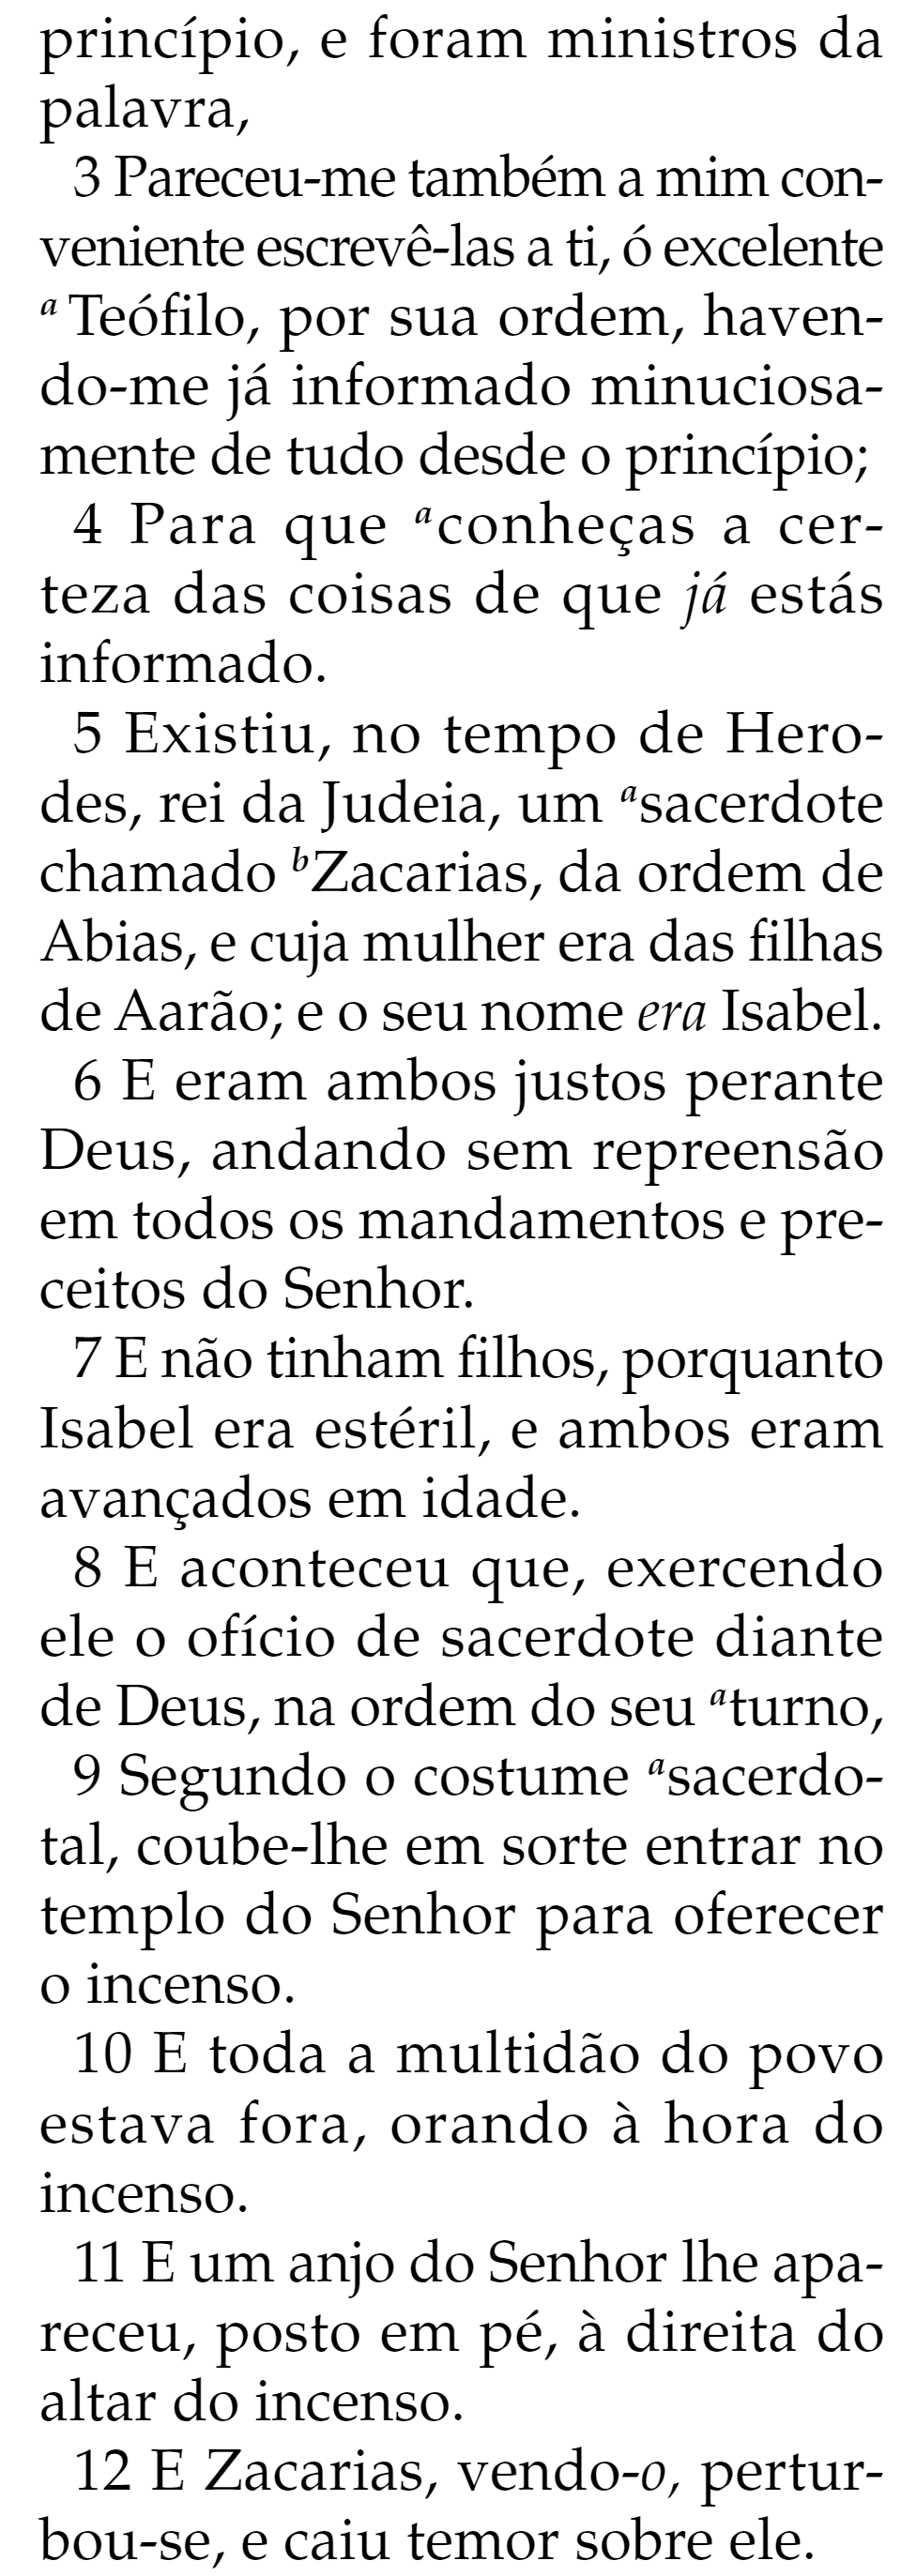 princípio, e foram ministros da
palavra,
3 Pareceu-me também a mim con-
veniente escrevê-las a ti, ó excelente
a Teófilo, por sua ordem, haven-
do-me já informado minuciosa-
mente de tudo desde o princípio;
4 Para que aconheças a cer-
teza das coisas de que já estás
informado.
5 Existiu, no tempo de Hero-
des, rei da Judeia, um asacerdote
chamado bZacarias, da ordem de
Abias, e cuja mulher era das filhas
de Aarão; e o seu nome era Isabel.
6 E eram ambos justos perante
Deus, andando sem repreensão
em todos os mandamentos e pre-
ceitos do Senhor.
7 E não tinham filhos, porquanto
Isabel era estéril, e ambos eram
avançados em idade.
8 E aconteceu que, exercendo
ele o ofício de sacerdote diante
de Deus, na ordem do seu aturno,
9 Segundo o costume asacerdo-
tal, coube-lhe em sorte entrar no
templo do Senhor para oferecer
o incenso.
10 E toda a multidão do povo
estava fora, orando à hora do
incenso.
11 E um anjo do Senhor lhe apa-
receu, posto em pé, à direita do
altar do incenso.
12 E Zacarias, vendo-o, pertur-
bou-se, e caiu temor sobre ele.